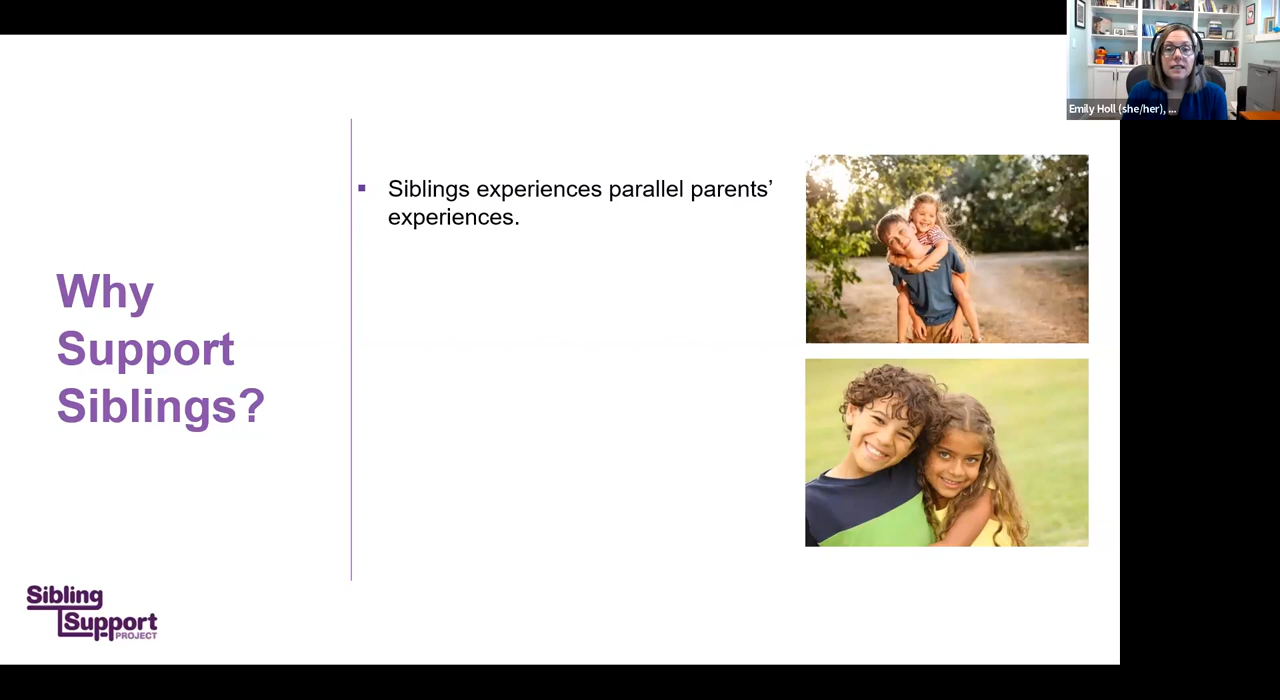 Emily Holl (she/her), ...
Why
Support
Siblings?
▪ Siblings experiences parallel parents’
experiences.
Sibling
Support
PROJECT